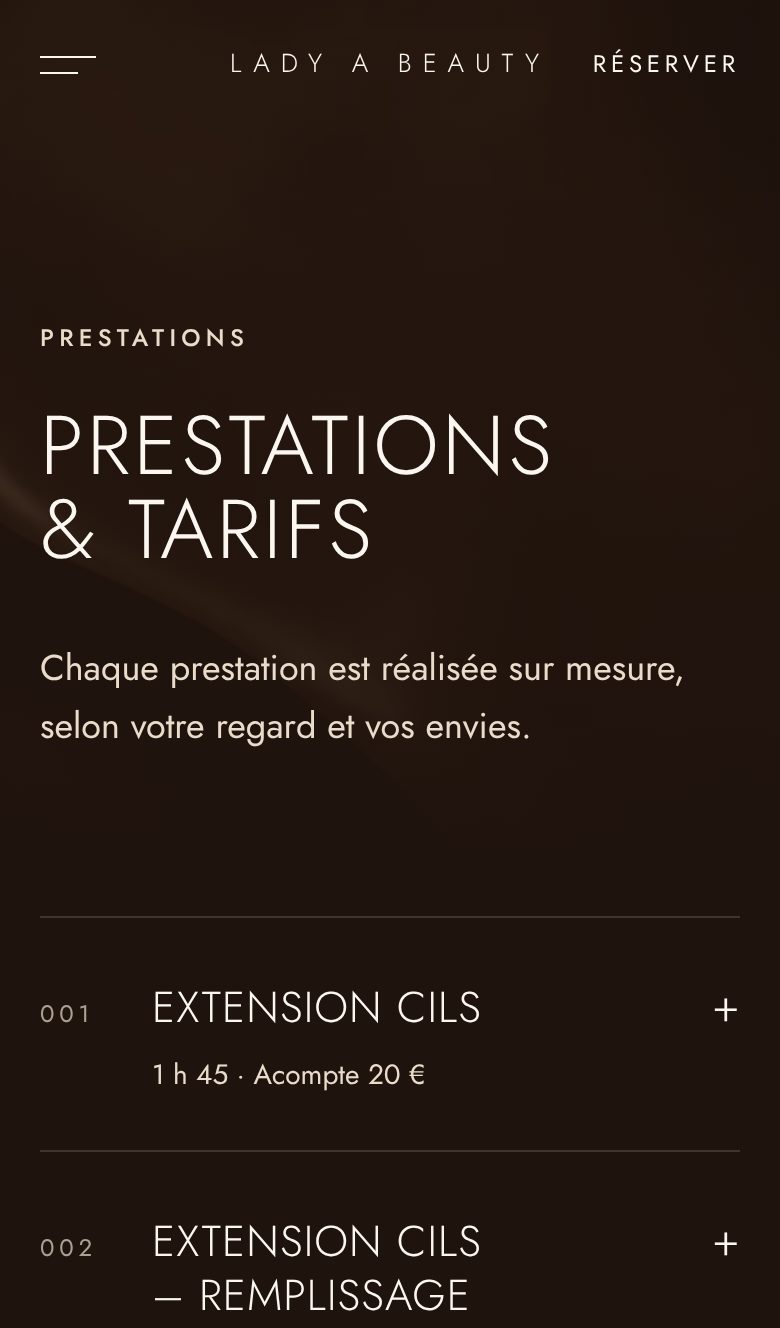 LADY A BEAUTY
RÉSERVER
PRESTATIONS
PRESTATIONS
& TARIFS
Chaque prestation est réalisée sur mesure,
selon votre regard et vos envies.
001
EXTENSION CILS
+
1 h 45 · Acompte 20 €
002
EXTENSION CILS
+
– REMPLISSAGE